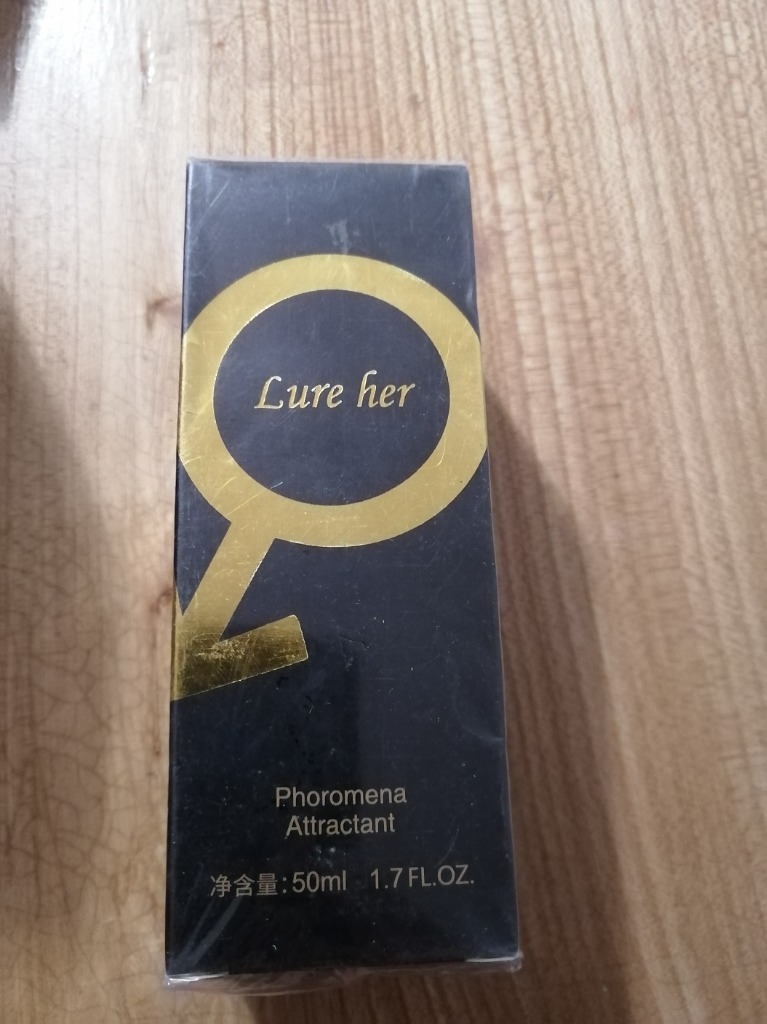 Lure her
Phoromena
Attractant
净含量:50ml 1.7 FL.OZ.